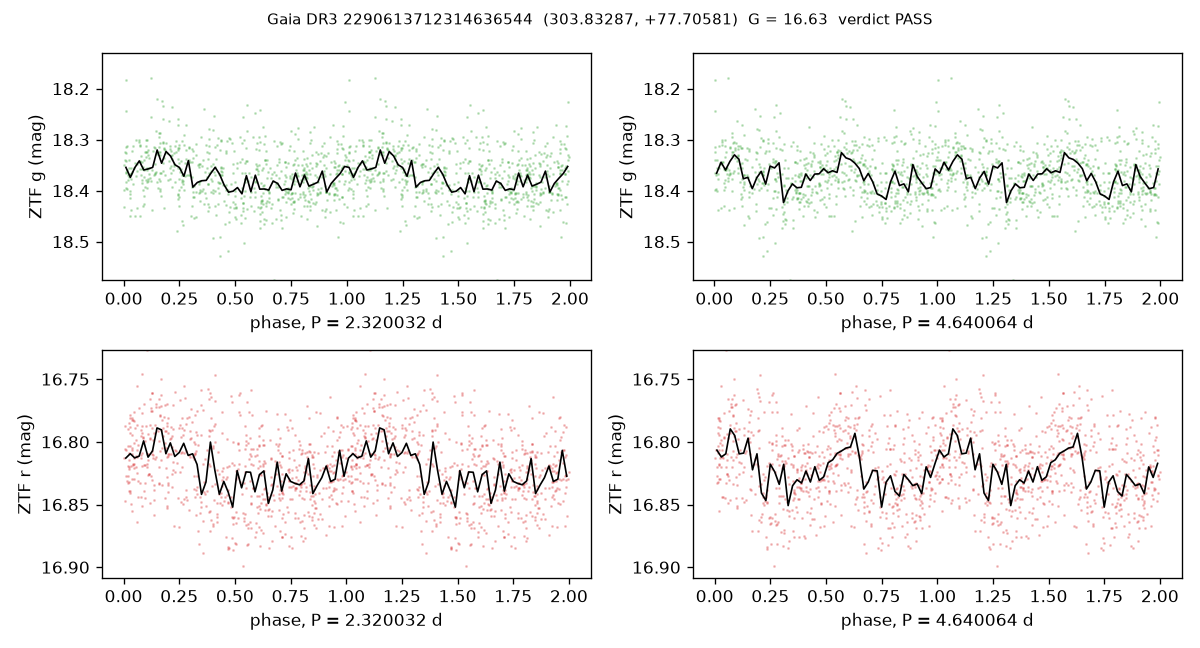 Gaia DR3 2290613712314636544 (303.83287, +77.70581) G = 16.63 verdict PASS
ZTF g (mag)
18.2
18.3
18.4
18.5
0.00 0.25 0.50 0.75 1.00 1.25 1.50 1.75 2.00
phase, P = 2.320032 d
ZTF g (mag)
18.2
18.3
18.4
18.5
0.00 0.25 0.50 0.75 1.00 1.25 1.50 1.75 2.00
phase, P = 4.640064 d
ZTF r (mag)
16.75
16.80
16.85
16.90
0.00 0.25 0.50 0.75 1.00 1.25 1.50 1.75 2.00
phase, P = 2.320032 d
ZTF r (mag)
16.75
16.80
16.85
16.90
0.00 0.25 0.50 0.75 1.00 1.25 1.50 1.75 2.00
phase, P = 4.640064 d